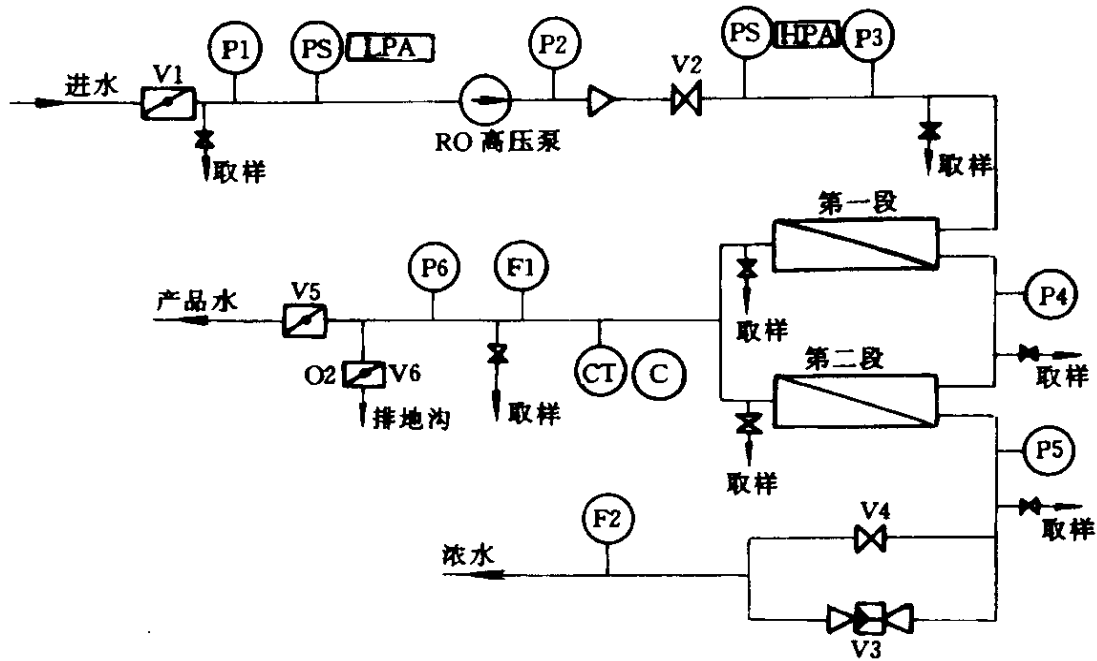 P1
PS
LPA
P2
PS
HPA
P3
进水
V1
V2
RO 高压泵
取样
取样
第一段
P6
F1
产品水
V5
P4
取样
第二段
取样
O2
V6
CT
C
排地沟
取样
取样
P5
F2
V4
取样
浓水
V3